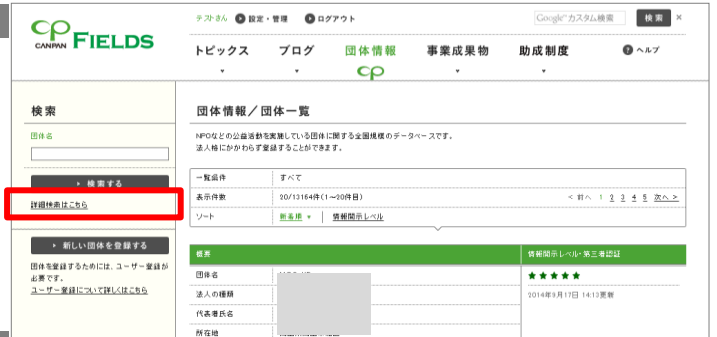 CANPAN FIELDS
テストさん 設定・管理 ログアウト
Google カスタム検索 検索 ×
トピックス ブログ 団体情報 事業成果物 助成制度 ヘルプ
検索
団体名
検索する
詳細検索はこちら
新しい団体を登録する
団体を登録するためには、ユーザー登録が
必要です。
ユーザー登録について詳しくはこちら
団体情報/団体一覧
NPOなどの公益活動を実施している団体に関する全国規模のデータベースです。
法人格にかかわらず登録することができます。
一覧条件 すべて
表示件数 20/13164件(1~20件目) < 前へ 1 2 3 4 5 次へ >
ソート 新着順 ▼ 情報開示レベル
概要 情報開示レベル・第三者認証
団体名 ★★★★★
法人の種類 2014年9月17日 14:13更新
代表者氏名
所在地